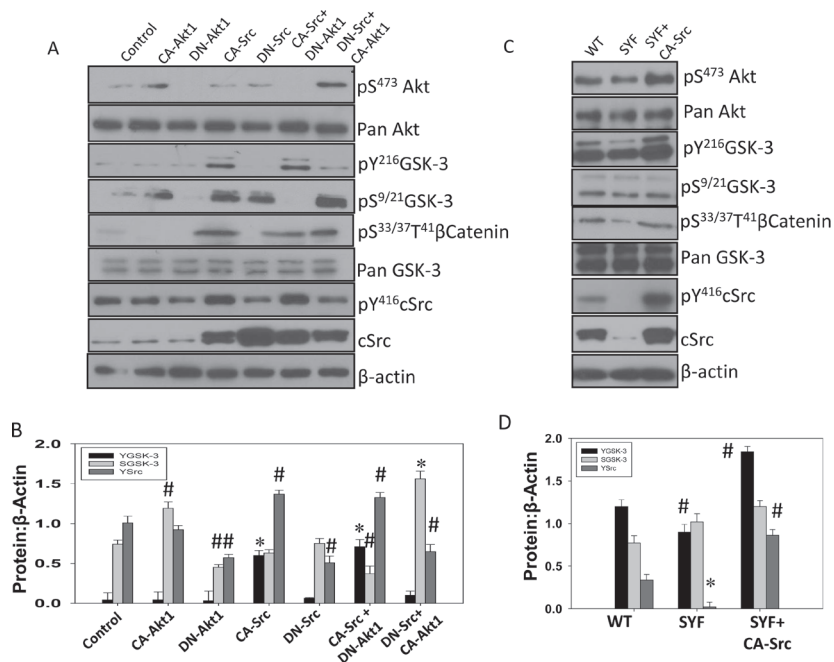 A
Control
CA-Akt1
DN-Akt1
CA-Src
DN-Src
CA-Src+
DN-Akt1
DN-Src+
CA-Akt1
pS473 Akt
Pan Akt
pY216GSK-3
pS9/21GSK-3
pS33/37T41βCatenin
Pan GSK-3
pY416cSrc
cSrc
β-actin
C
WT
SYF
SYF+
CA-Src
pS473 Akt
Pan Akt
pY216GSK-3
pS9/21GSK-3
pS33/37T41βCatenin
Pan GSK-3
pY416cSrc
cSrc
β-actin
B
YGSK-3
SGSK-3
YSrc
Protein:β-Actin
2.0
1.5
1.0
0.5
0.0
# ## * # # * # # * #
Control
CA-Akt1
DN-Akt1
CA-Src
DN-Src
CA-Src+
DN-Akt1
DN-Src+
CA-Akt1
D
YGSK-3
SGSK-3
YSrc
Protein:β-Actin
2.0
1.5
1.0
0.5
0.0
# * # #
WT
SYF
SYF+
CA-Src